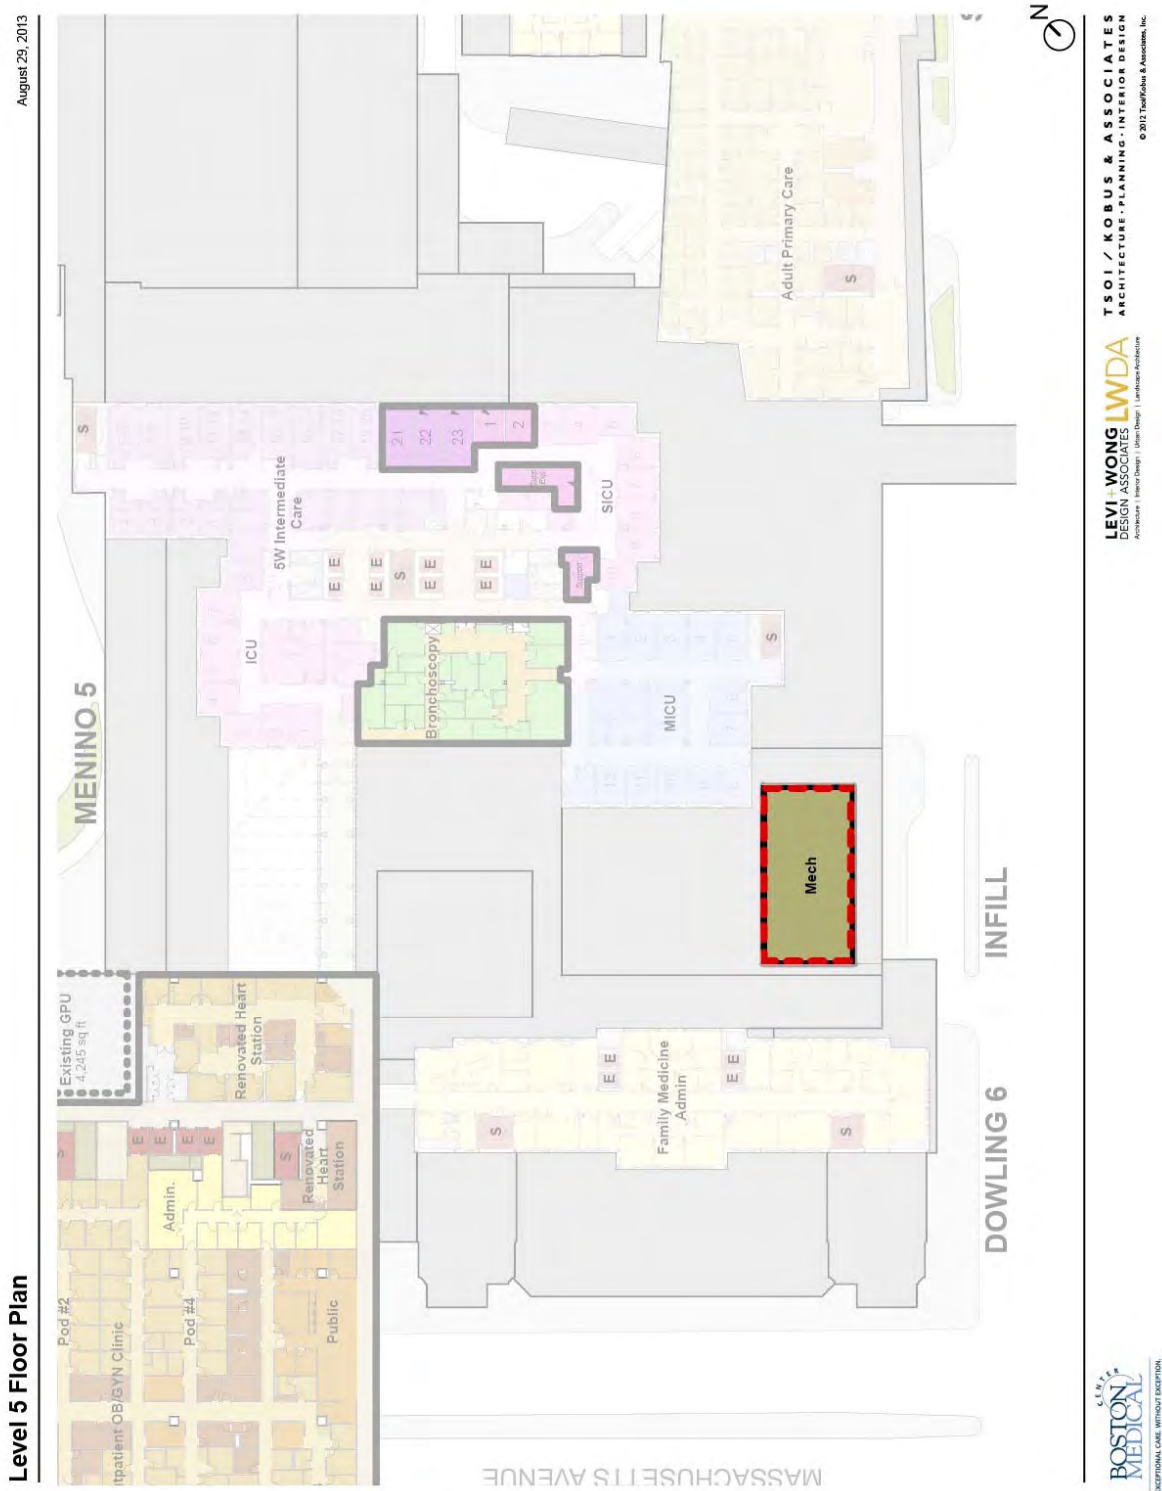 Level 5 Floor Plan
August 29, 2013
MENINO 5
Existing GPU
4,245 sq ft
S
5W Intermediate
Care
ICU
21
22
23
1
2
SICU
Support
E E
E E
S
E E
E E
Bronchoscopy
MICU
S
Adult Primary Care
S
Mech
INFILL
Renovated Heart
Station
S
E
E
E
E
S
Renovated
Heart
Station
Admin.
Pod #2
Pod #4
Public
tpatient OB/GYN Clinic
Family Medicine
Admin
E E
E E
S
S
DOWLING 6
MASSACHUSETTS AVENUE
N
BOSTON
MEDICAL
CENTER
EXCEPTIONAL CARE. WITHOUT EXCEPTION.
LEVI+WONG
DESIGN ASSOCIATES
LWDA
Architecture | Interior Design | Urban Design | Landscape Architecture
TSOI / KOBUS & ASSOCIATES
ARCHITECTURE · PLANNING · INTERIOR DESIGN
© 2012 Tsoi/Kobus & Associates, Inc.